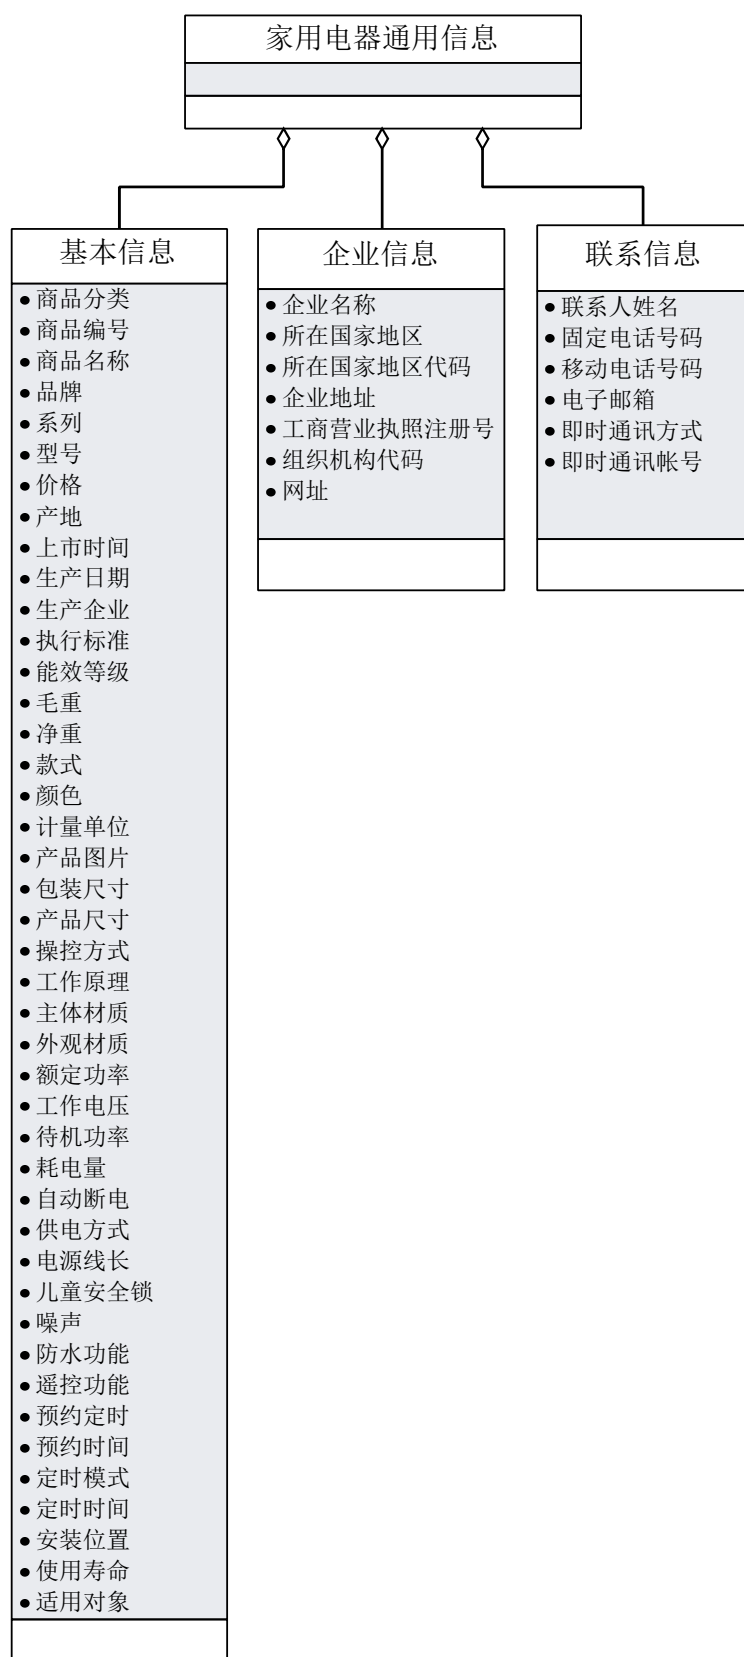 家用电器通用信息
基本信息
●商品分类
●商品编号
●商品名称
●品牌
●系列
●型号
●价格
●产地
●上市时间
●生产日期
●生产企业
●执行标准
●能效等级
●毛重
●净重
●款式
●颜色
●计量单位
●产品图片
●包装尺寸
●产品尺寸
●操控方式
●工作原理
●主体材质
●外观材质
●额定功率
●工作电压
●待机功率
●耗电量
●自动断电
●供电方式
●电源线长
●儿童安全锁
●噪声
●防水功能
●遥控功能
●预约定时
●预约时间
●定时模式
●定时时间
●安装位置
●使用寿命
●适用对象
企业信息
●企业名称
●所在国家地区
●所在国家地区代码
●企业地址
●工商营业执照注册号
●组织机构代码
●网址
联系信息
●联系人姓名
●固定电话号码
●移动电话号码
●电子邮箱
●即时通讯方式
●即时通讯帐号